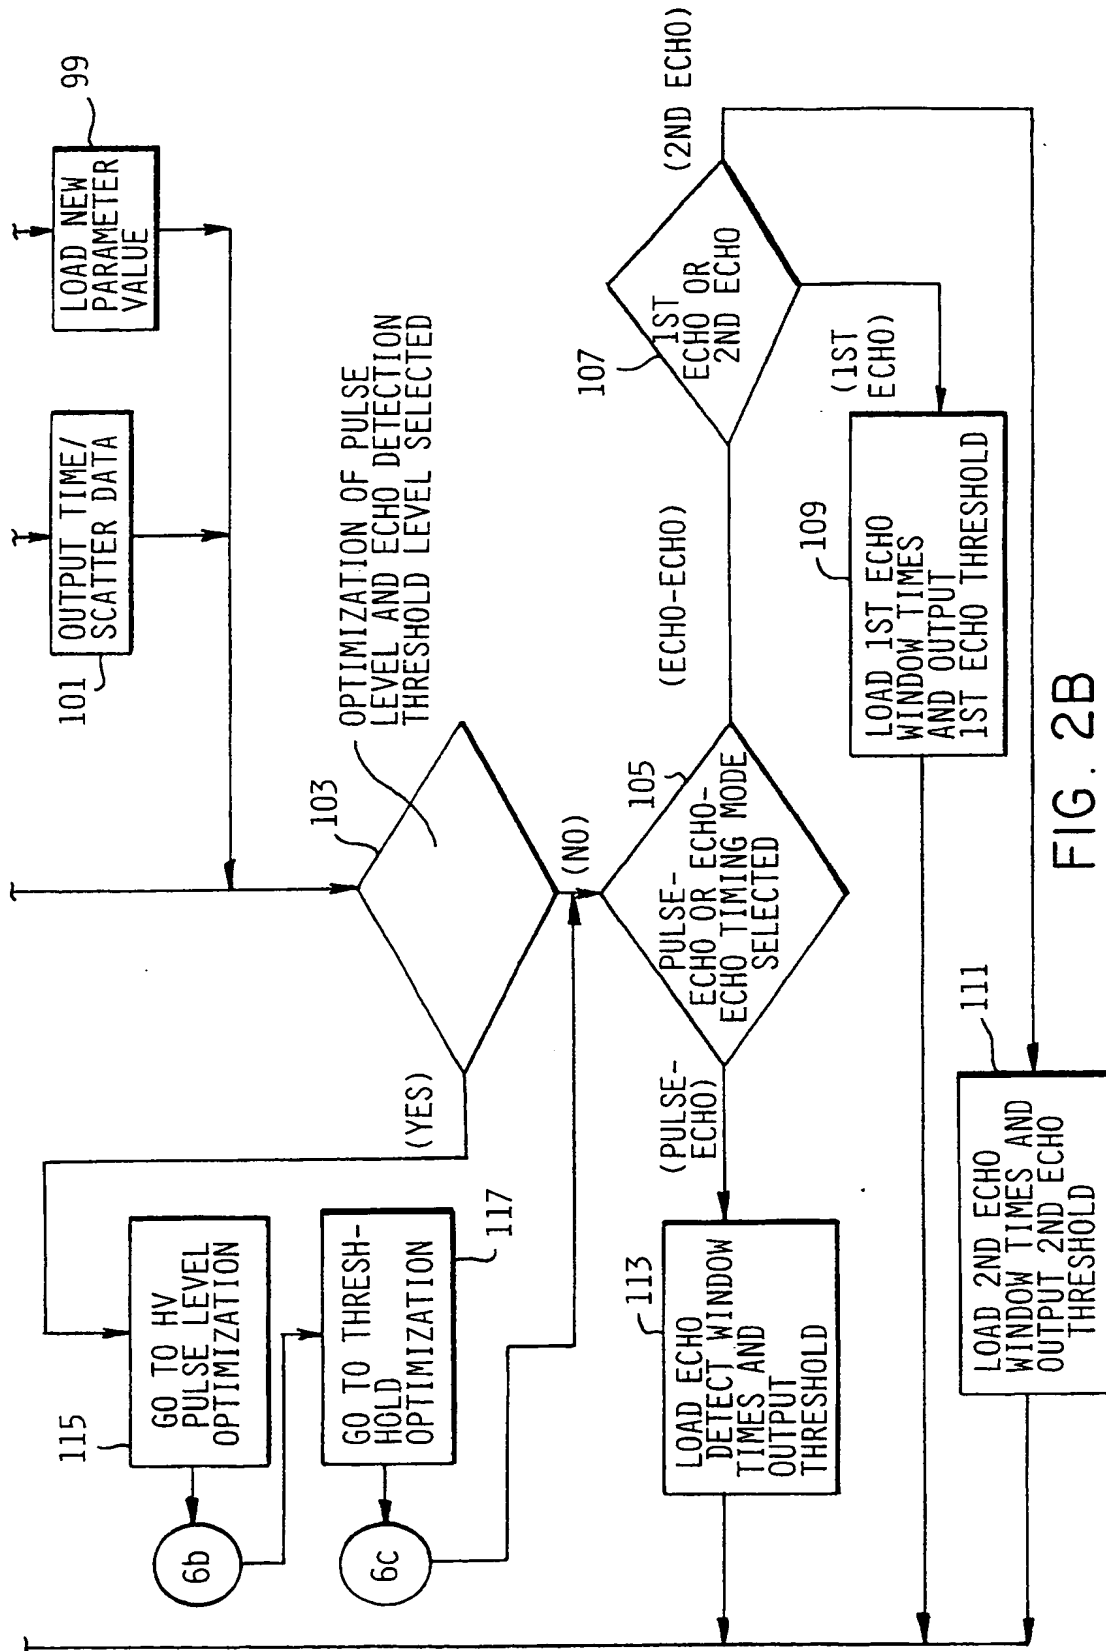 LOAD NEW
PARAMETER
VALUE
99
OUTPUT TIME/
SCATTER DATA
101
OPTIMIZATION OF PULSE
LEVEL AND ECHO DETECTION
THRESHOLD LEVEL SELECTED
103
(YES)
(NO)
GO TO HV
PULSE LEVEL
OPTIMIZATION
115
6b
GO TO THRESH-
HOLD
OPTIMIZATION
117
6c
PULSE-
ECHO OR ECHO-
ECHO TIMING MODE
SELECTED
105
(PULSE-
ECHO)
(ECHO-ECHO)
1ST
ECHO OR
2ND ECHO
107
(2ND ECHO)
(1ST
ECHO)
LOAD ECHO
DETECT WINDOW
TIMES AND
OUTPUT
THRESHOLD
113
LOAD 1ST ECHO
WINDOW TIMES
AND OUTPUT
1ST ECHO THRESHOLD
109
LOAD 2ND ECHO
WINDOW TIMES AND
OUTPUT 2ND ECHO
THRESHOLD
111
FIG. 2B